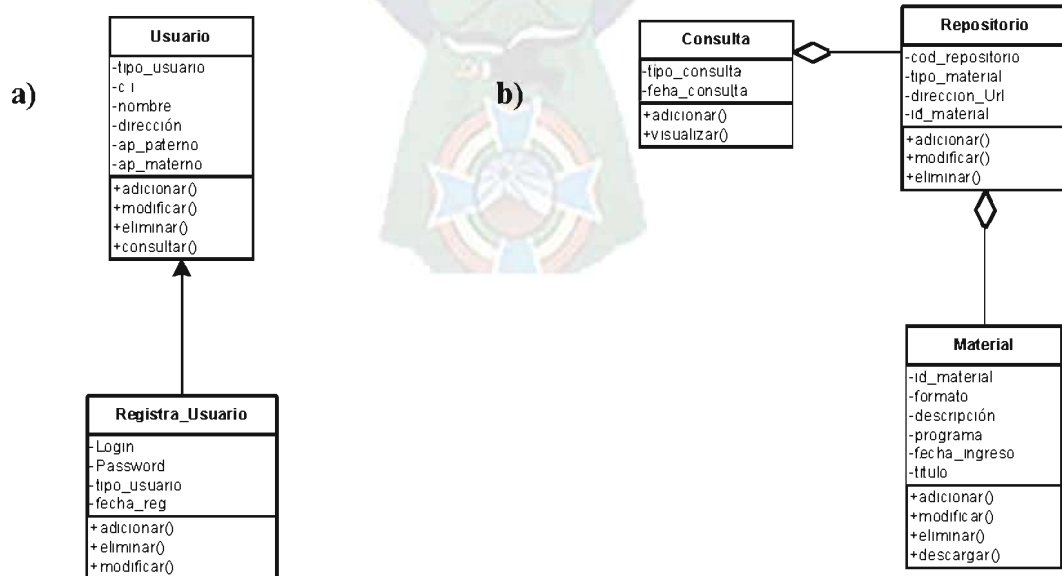 a)
Usuario
-tipo_usuario
-c i
-nombre
-dirección
-ap_paterno
-ap_materno
+adicionar()
+modificar()
+eliminar()
+consultar()
Registra_Usuario
-Login
-Password
-tipo_usuario
-fecha_reg
+adicionar()
+eliminar()
+modificar()
b)
Consulta
-tipo_consulta
-feha_consulta
+adicionar()
+visualizar()
Repositorio
-cod_repositorio
-tipo_material
-direccion_Url
-id_material
+adicionar()
+modificar()
+eliminar()
Material
-id_material
-formato
-descripción
-programa
-fecha_ingreso
-titulo
+adicionar()
+modificar()
+eliminar()
+descargar()